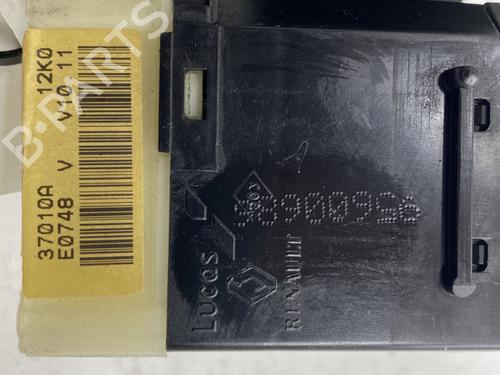 37010A 12K0
E0748 V V10 11
LUCAS
RENAULT
B-PARTS